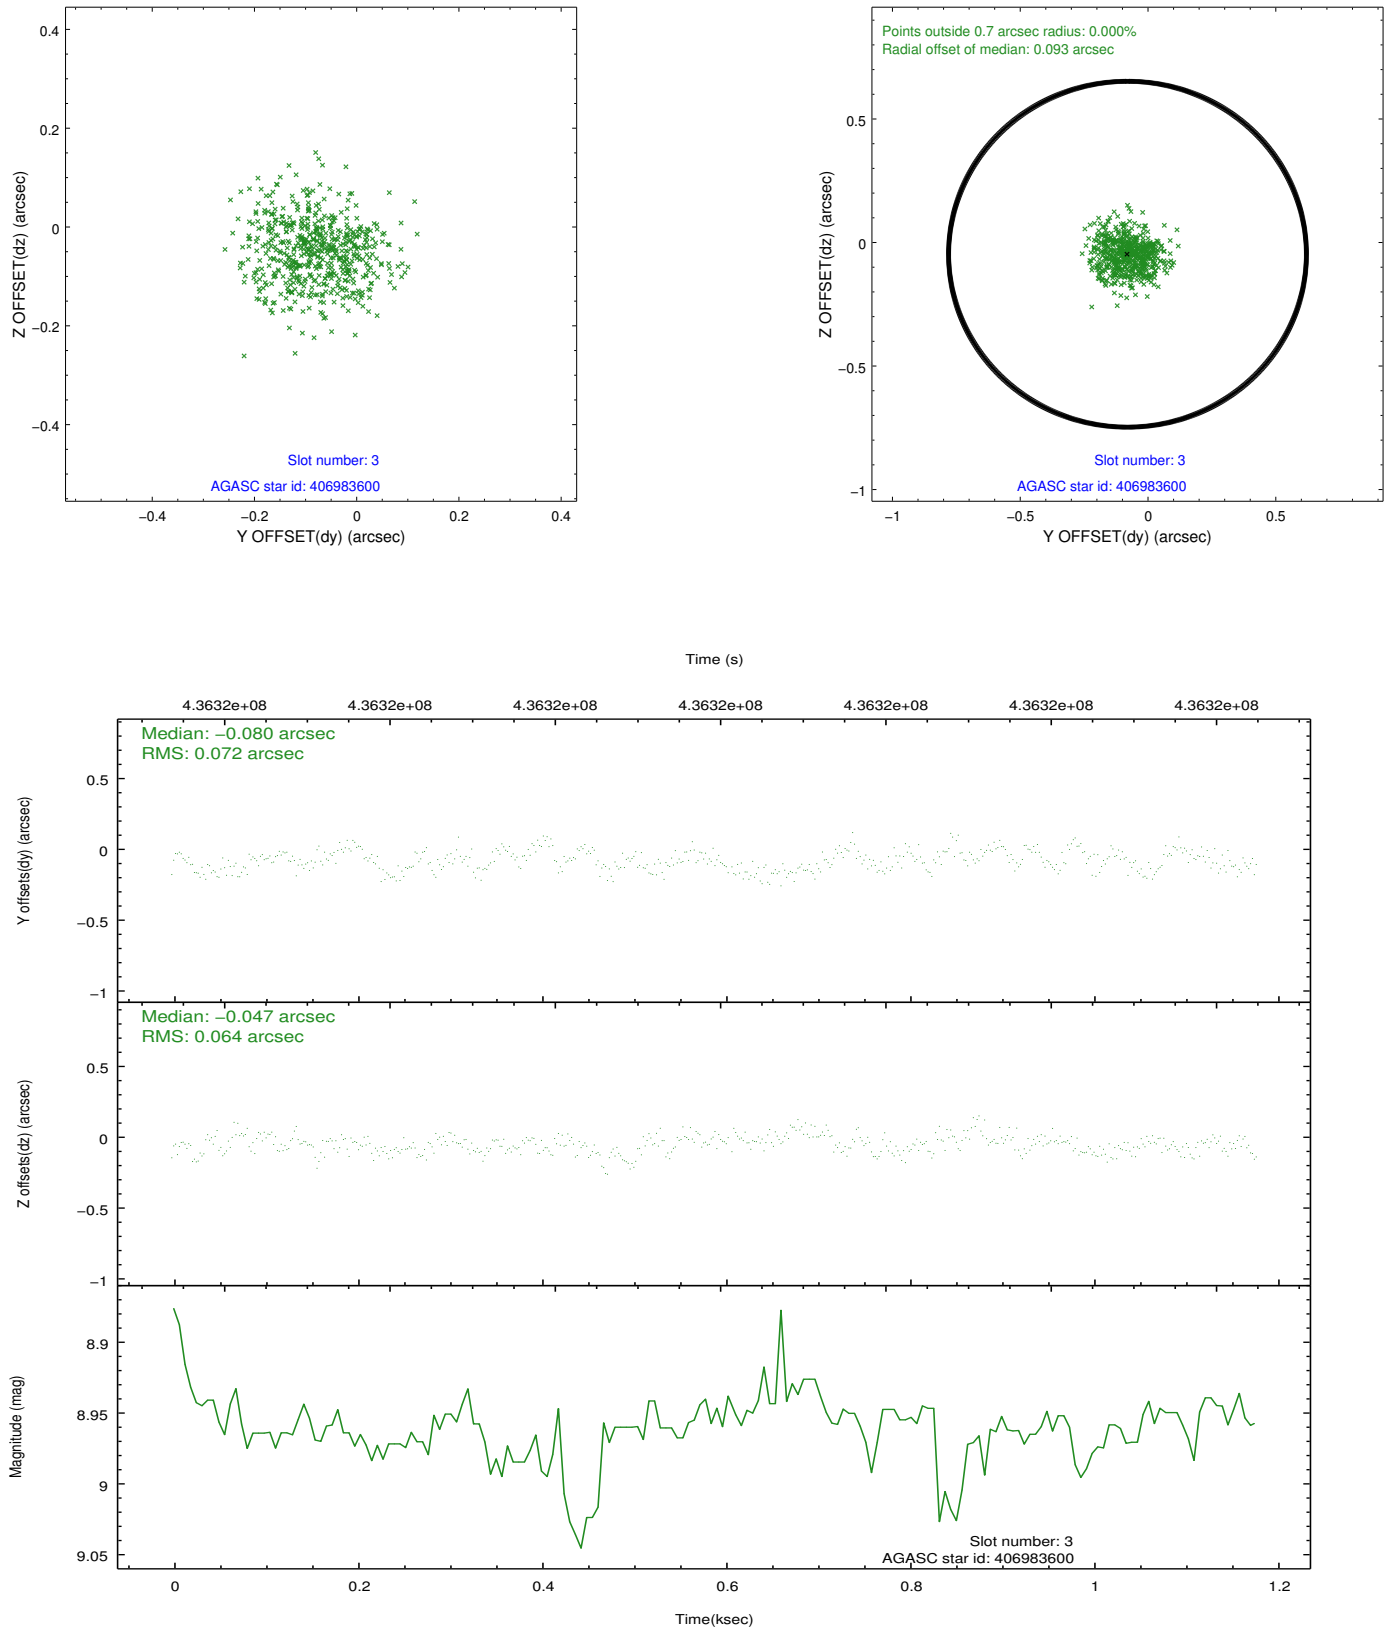 0.4
0.2
0
−0.2
−0.4
Z OFFSET(dz) (arcsec)
Slot number: 3
AGASC star id: 406983600
−0.4 −0.2 0 0.2 0.4
Y OFFSET(dy) (arcsec)
Points outside 0.7 arcsec radius: 0.000%
Radial offset of median: 0.093 arcsec
0.5
0
−0.5
−1
Z OFFSET(dz) (arcsec)
Slot number: 3
AGASC star id: 406983600
−1 −0.5 0 0.5
Y OFFSET(dy) (arcsec)
Time (s)
4.3632e+08 4.3632e+08 4.3632e+08 4.3632e+08 4.3632e+08 4.3632e+08 4.3632e+08
Median: −0.080 arcsec
RMS: 0.072 arcsec
0.5
0
−0.5
−1
Y offsets(dy) (arcsec)
Median: −0.047 arcsec
RMS: 0.064 arcsec
0.5
0
−0.5
−1
Z offsets(dz) (arcsec)
8.9
8.95
9
9.05
Magnitude (mag)
Slot number: 3
AGASC star id: 406983600
0 0.2 0.4 0.6 0.8 1 1.2
Time(ksec)